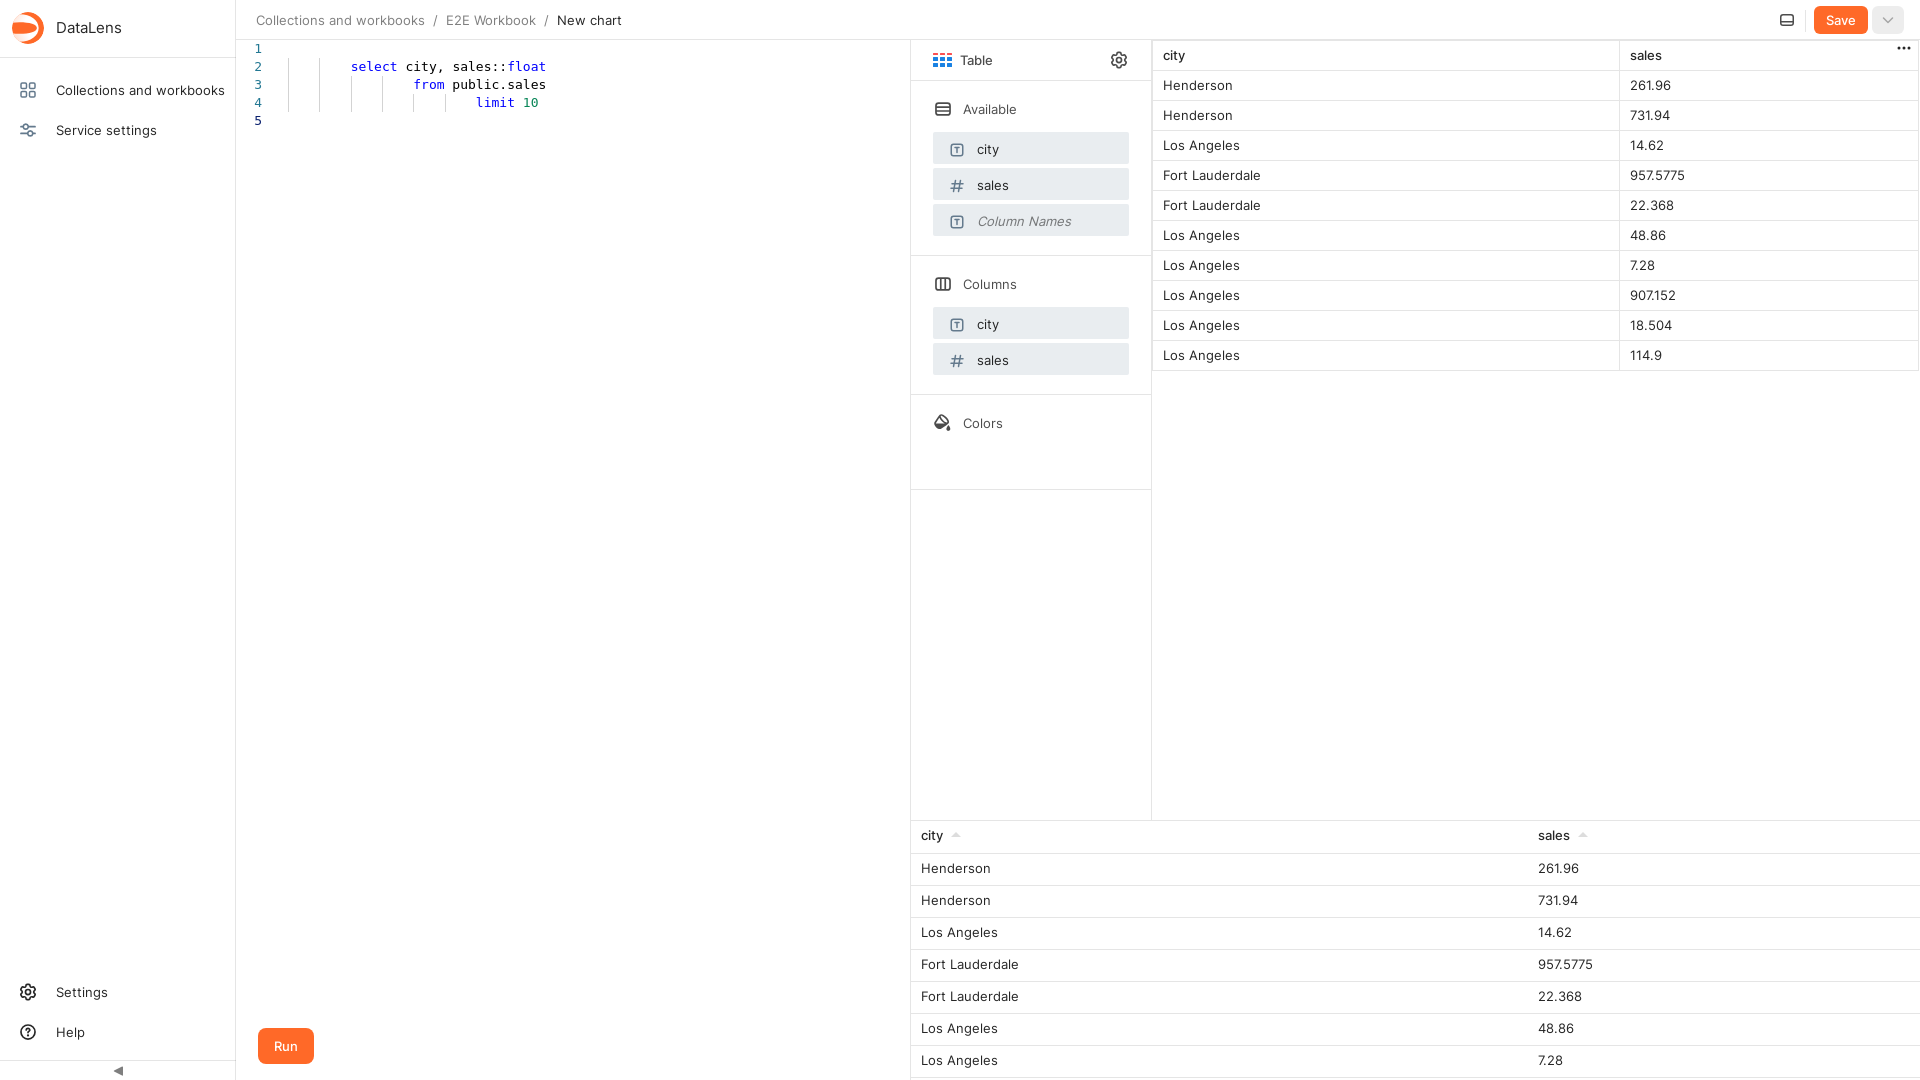 DataLens
Collections and workbooks
Service settings
Settings
Help
Collections and workbooks / E2E Workbook / New chart
Save
1
2 select city, sales::float
3 from public.sales
4 limit 10
5
Run
Table
Available
city
sales
Column Names
Columns
city
sales
Colors
city sales
Henderson 261.96
Henderson 731.94
Los Angeles 14.62
Fort Lauderdale 957.5775
Fort Lauderdale 22.368
Los Angeles 48.86
Los Angeles 7.28
Los Angeles 907.152
Los Angeles 18.504
Los Angeles 114.9
city sales
Henderson 261.96
Henderson 731.94
Los Angeles 14.62
Fort Lauderdale 957.5775
Fort Lauderdale 22.368
Los Angeles 48.86
Los Angeles 7.28